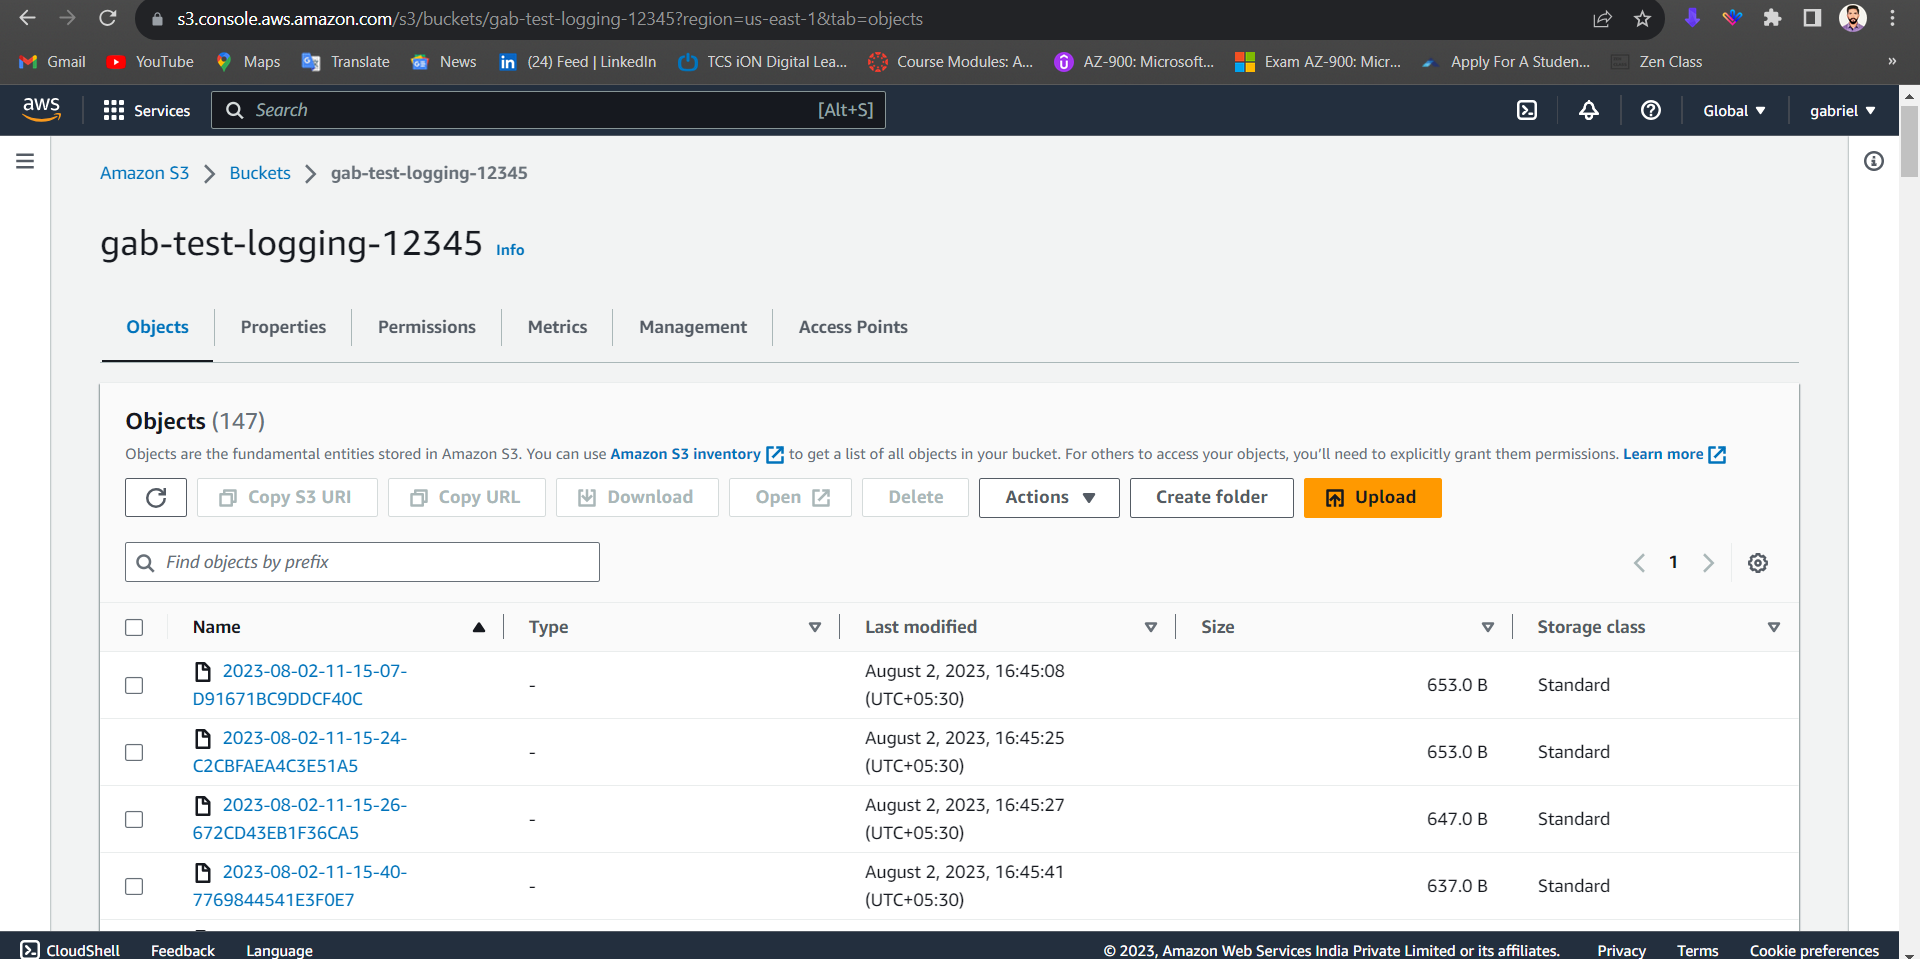 s3.console.aws.amazon.com/s3/buckets/gab-test-logging-12345?region=us-east-1&tab=objects
Gmail YouTube Maps Translate News (24) Feed | LinkedIn TCS iON Digital Lea... Course Modules: A... AZ-900: Microsoft... Exam AZ-900: Micr... Apply For A Studen... Zen Class »
aws Services Search [Alt+S] Global gabriel
Amazon S3 Buckets gab-test-logging-12345
gab-test-logging-12345 Info
Objects Properties Permissions Metrics Management Access Points
Objects (147)
Objects are the fundamental entities stored in Amazon S3. You can use Amazon S3 inventory to get a list of all objects in your bucket. For others to access your objects, you'll need to explicitly grant them permissions. Learn more
Copy S3 URI Copy URL Download Open Delete Actions Create folder Upload
Find objects by prefix 1
Name Type Last modified Size Storage class
2023-08-02-11-15-07- August 2, 2023, 16:45:08
- 653.0 B Standard
D91671BC9DDCF40C (UTC+05:30)
2023-08-02-11-15-24- August 2, 2023, 16:45:25
- 653.0 B Standard
C2CBFAEA4C3E51A5 (UTC+05:30)
2023-08-02-11-15-26- August 2, 2023, 16:45:27
- 647.0 B Standard
672CD43EB1F36CA5 (UTC+05:30)
2023-08-02-11-15-40- August 2, 2023, 16:45:41
- 637.0 B Standard
7769844541E3F0E7 (UTC+05:30)
CloudShell Feedback Language © 2023, Amazon Web Services India Private Limited or its affiliates. Privacy Terms Cookie preferences